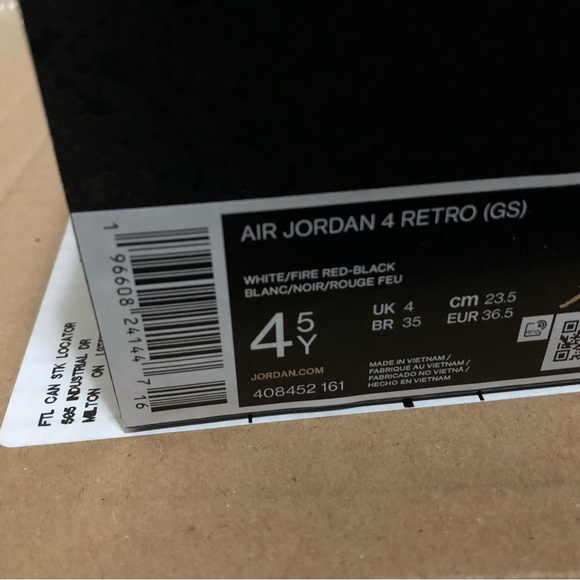 AIR JORDAN 4 RETRO (GS)
WHITE/FIRE RED-BLACK
BLANC/NOIR/ROUGE FEU
4 5Y
UK 4
cm 23.5
BR 35
EUR 36.5
JORDAN.COM
408452 161
MADE IN VIETNAM /
FABRIQUE AU VIETNAM /
FABRICADO NO VIETNÃ /
HECHO EN VIETNAM
1 96608 24144 7 16
FTL CAN STK LOCATOR
585 INDUSTRIAL DR
MILTON ON